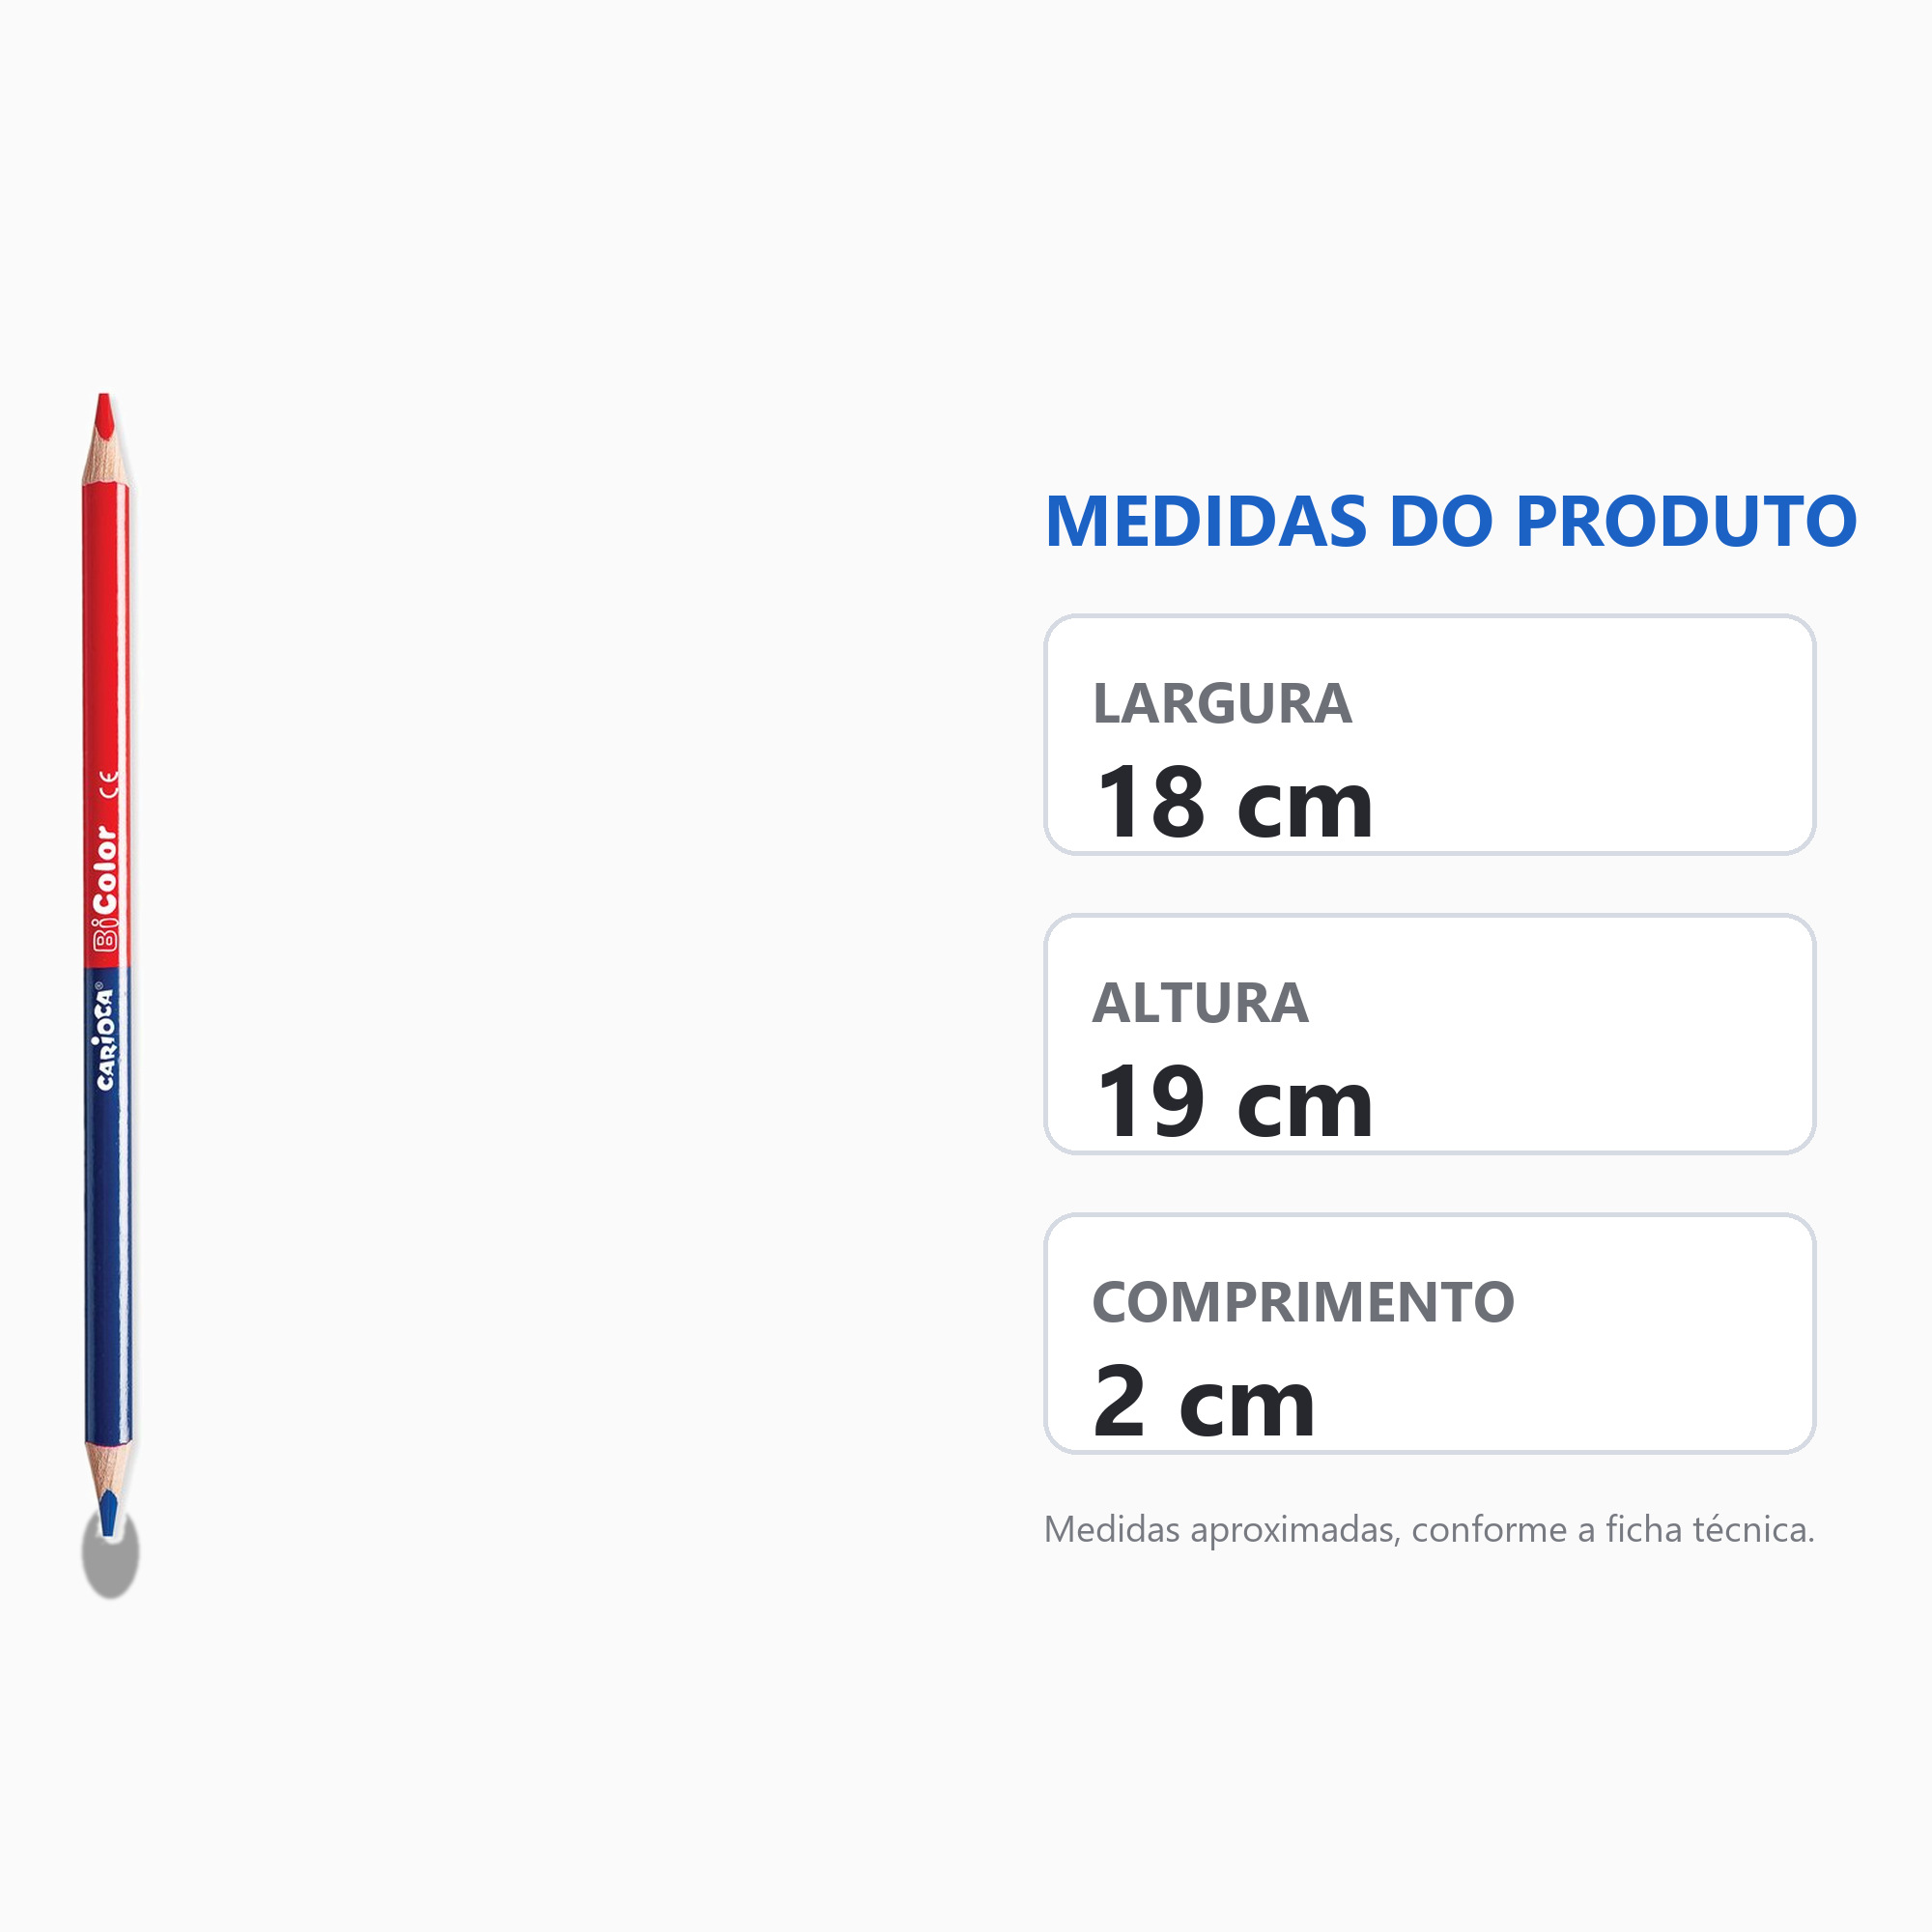 MEDIDAS DO PRODUTO
LARGURA
18 cm
ALTURA
19 cm
COMPRIMENTO
2 cm
Medidas aproximadas, conforme a ficha técnica.
CARIOCA® BiColor CE